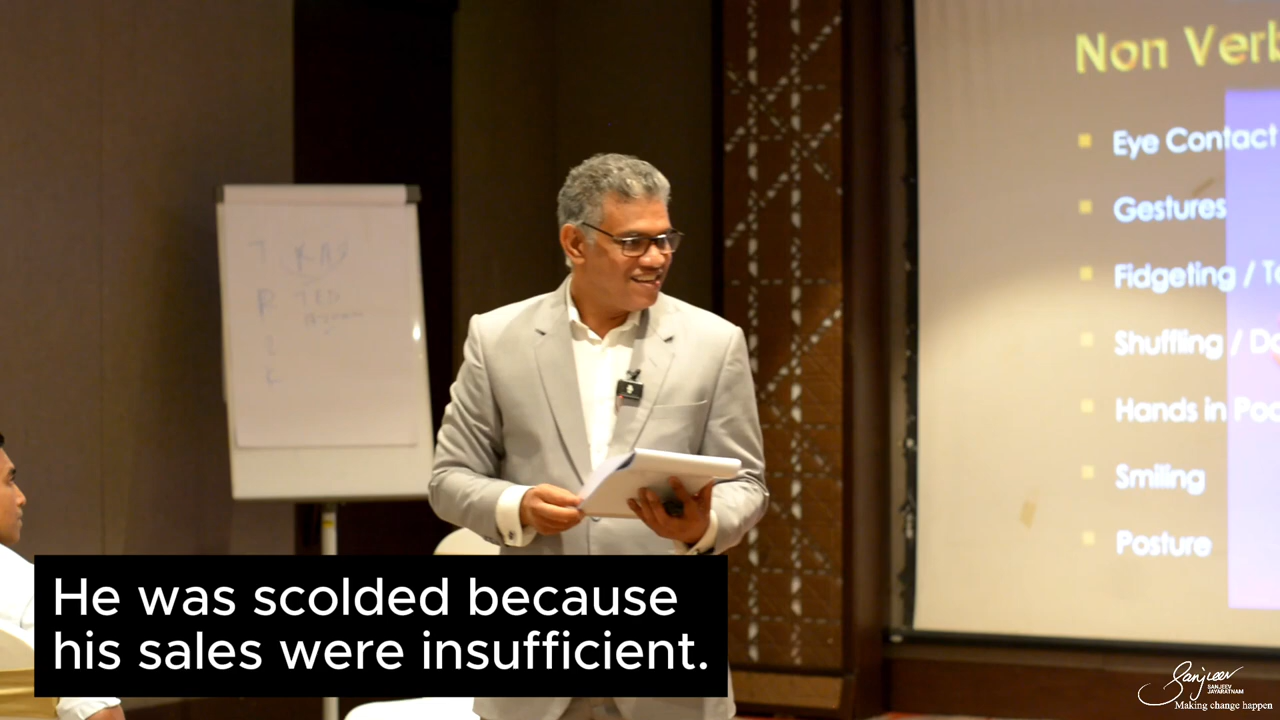 Non Verb
Eye Contact
Gestures
Fidgeting / T
Shuffling / D
Hands in Po
Smiling
Posture
He was scolded because
his sales were insufficient.
Sanjeev
SANJEEV
JAYARATNAM
Making change happen